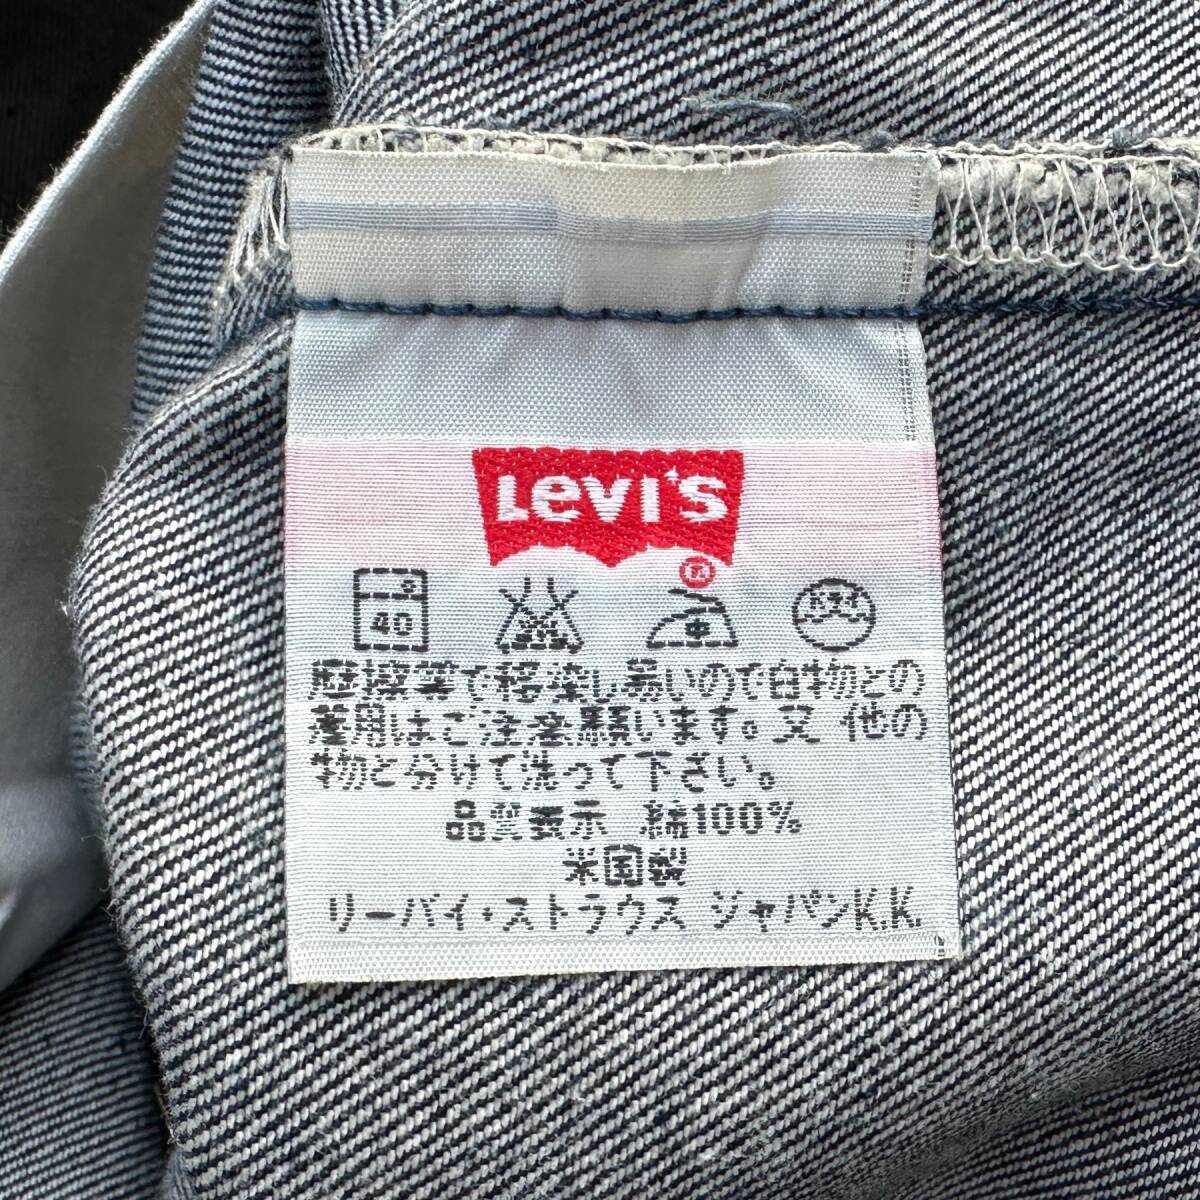 Levi's
®
40
摩擦等で移染し易いので白物との
着用はご注意願います。又 他の
物と分けて洗って下さい。
品質表示 綿100%
米国製
リーバイ・ストラウス ジャパンK.K.